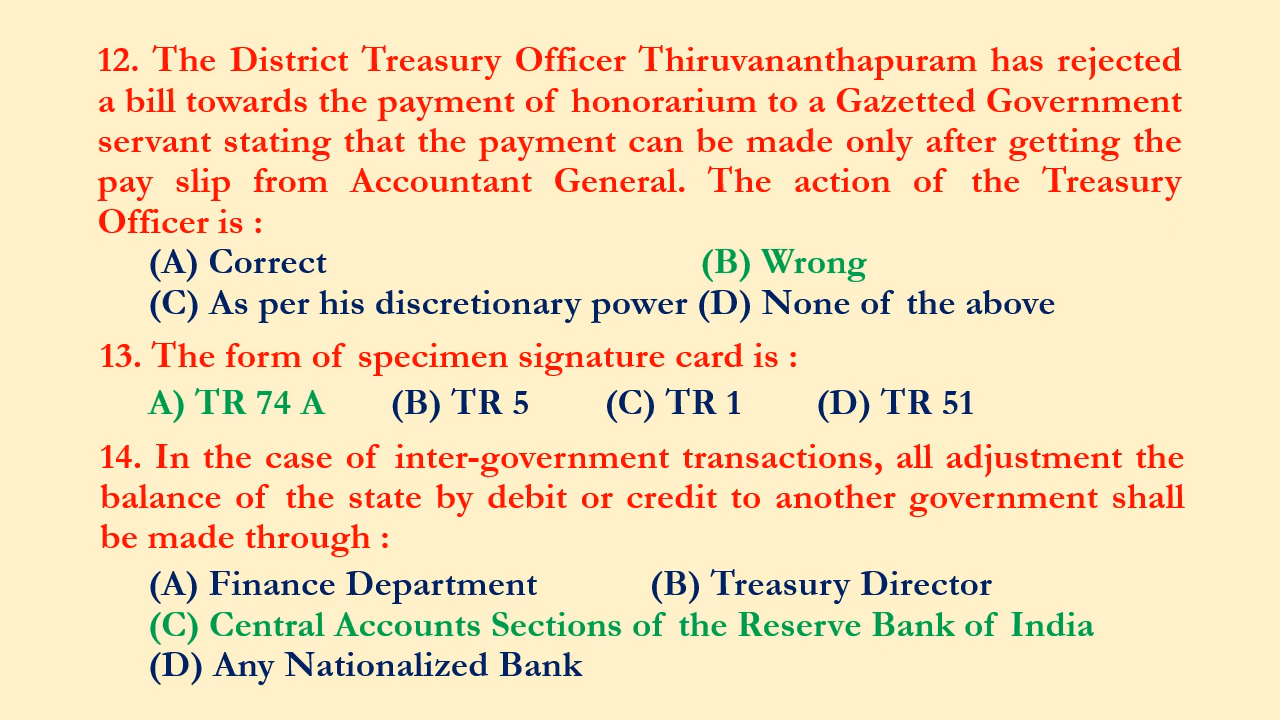 12. The District Treasury Officer Thiruvananthapuram has rejected
a bill towards the payment of honorarium to a Gazetted Government
servant stating that the payment can be made only after getting the
pay slip from Accountant General. The action of the Treasury
Officer is :
(A) Correct (B) Wrong
(C) As per his discretionary power (D) None of the above
13. The form of specimen signature card is :
A) TR 74 A (B) TR 5 (C) TR 1 (D) TR 51
14. In the case of inter-government transactions, all adjustment the
balance of the state by debit or credit to another government shall
be made through :
(A) Finance Department (B) Treasury Director
(C) Central Accounts Sections of the Reserve Bank of India
(D) Any Nationalized Bank